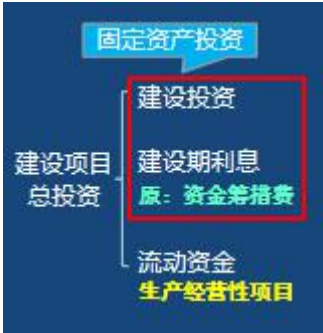 固定资产投资
建设投资
建设项目
总投资
建设期利息
原：资金筹措费
流动资金
生产经营性项目